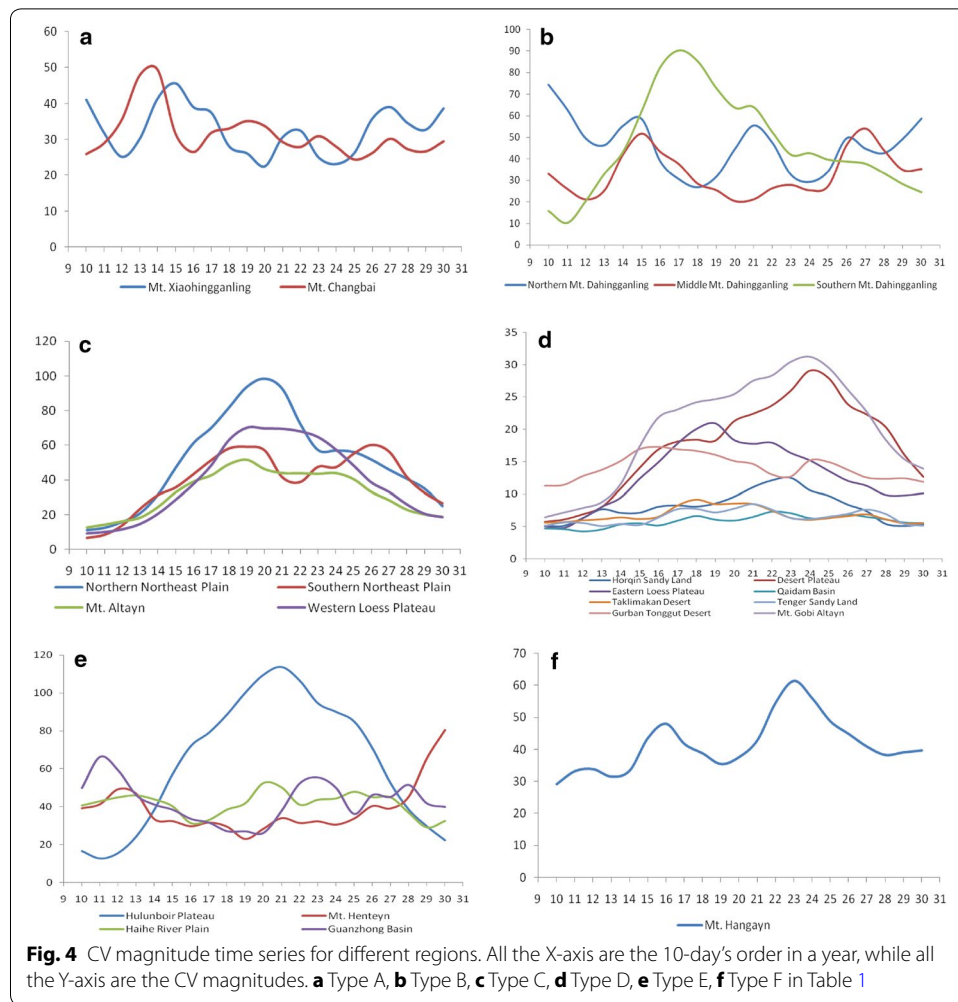 a
60
50
40
30
20
10
0
9 10 11 12 13 14 15 16 17 18 19 20 21 22 23 24 25 26 27 28 29 30 31
Mt. Xiaohingganling Mt. Changbai
b
100
90
80
70
60
50
40
30
20
10
0
9 10 11 12 13 14 15 16 17 18 19 20 21 22 23 24 25 26 27 28 29 30 31
Northern Mt. Dahingganling Middle Mt. Dahingganling Southern Mt. Dahingganling
c
120
100
80
60
40
20
0
9 10 11 12 13 14 15 16 17 18 19 20 21 22 23 24 25 26 27 28 29 30 31
Northern Northeast Plain Southern Northeast Plain
Mt. Altayn Western Loess Plateau
d
35
30
25
20
15
10
5
0
9 10 11 12 13 14 15 16 17 18 19 20 21 22 23 24 25 26 27 28 29 30 31
Horqin Sandy Land Desert Plateau
Eastern Loess Plateau Qaidam Basin
Taklimakan Desert Tenger Sandy Land
Gurban Tonggut Desert Mt. Gobi Altayn
e
120
100
80
60
40
20
0
9 10 11 12 13 14 15 16 17 18 19 20 21 22 23 24 25 26 27 28 29 30 31
Hulunboir Plateau Mt. Henteyn
Haihe River Plain Guanzhong Basin
f
70
60
50
40
30
20
10
0
9 10 11 12 13 14 15 16 17 18 19 20 21 22 23 24 25 26 27 28 29 30 31
Mt. Hangayn
Fig. 4 CV magnitude time series for different regions. All the X-axis are the 10-day's order in a year, while all
the Y-axis are the CV magnitudes. a Type A, b Type B, c Type C, d Type D, e Type E, f Type F in Table 1